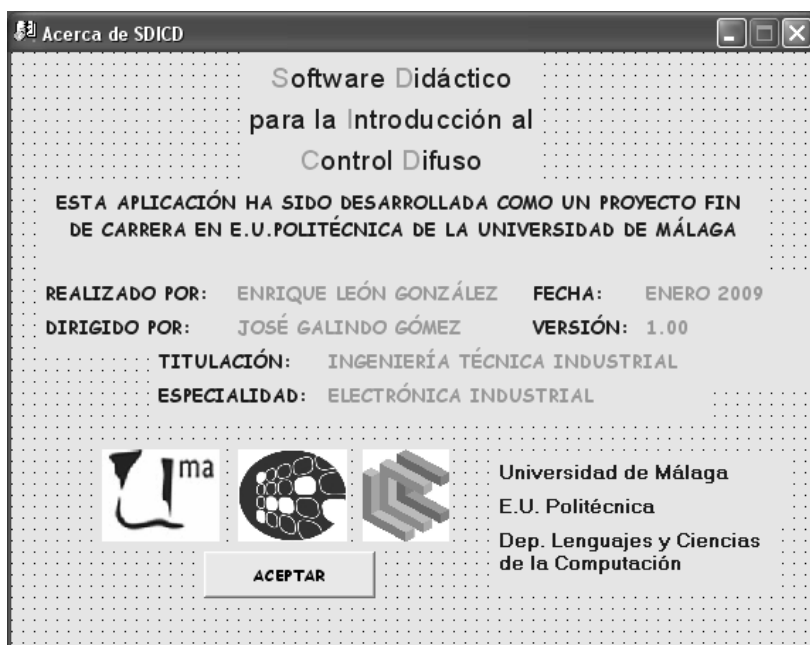 Acerca de SDICD
Software Didáctico
para la Introducción al
Control Difuso
ESTA APLICACIÓN HA SIDO DESARROLLADA COMO UN PROYECTO FIN
DE CARRERA EN E.U.POLITÉCNICA DE LA UNIVERSIDAD DE MÁLAGA
REALIZADO POR: ENRIQUE LEÓN GONZÁLEZ FECHA: ENERO 2009
DIRIGIDO POR: JOSÉ GALINDO GÓMEZ VERSIÓN: 1.00
TITULACIÓN: INGENIERÍA TÉCNICA INDUSTRIAL
ESPECIALIDAD: ELECTRÓNICA INDUSTRIAL
uma
Universidad de Málaga
E.U. Politécnica
Dep. Lenguajes y Ciencias
de la Computación
ACEPTAR